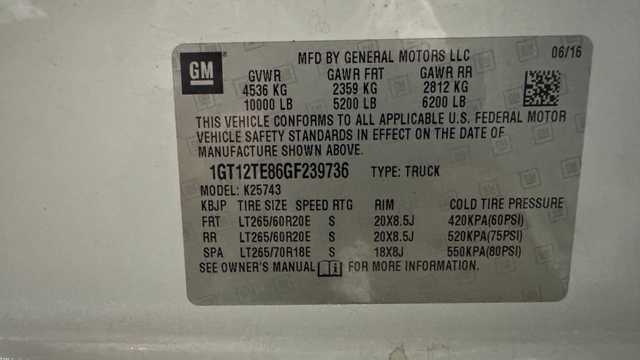 MFD BY GENERAL MOTORS LLC 06/16
GM
GVWR GAWR FRT GAWR RR
4536 KG 2359 KG 2812 KG
10000 LB 5200 LB 6200 LB
THIS VEHICLE CONFORMS TO ALL APPLICABLE U.S. FEDERAL MOTOR
VEHICLE SAFETY STANDARDS IN EFFECT ON THE DATE OF
MANUFACTURE SHOWN ABOVE.
1GT12TE86GF239736 TYPE: TRUCK
MODEL: K25743
KBJP TIRE SIZE SPEED RTG RIM COLD TIRE PRESSURE
FRT LT265/60R20E S 20X8.5J 420KPA(60PSI)
RR LT265/60R20E S 20X8.5J 520KPA(75PSI)
SPA LT265/70R18E S 18X8J 550KPA(80PSI)
SEE OWNER'S MANUAL FOR MORE INFORMATION.